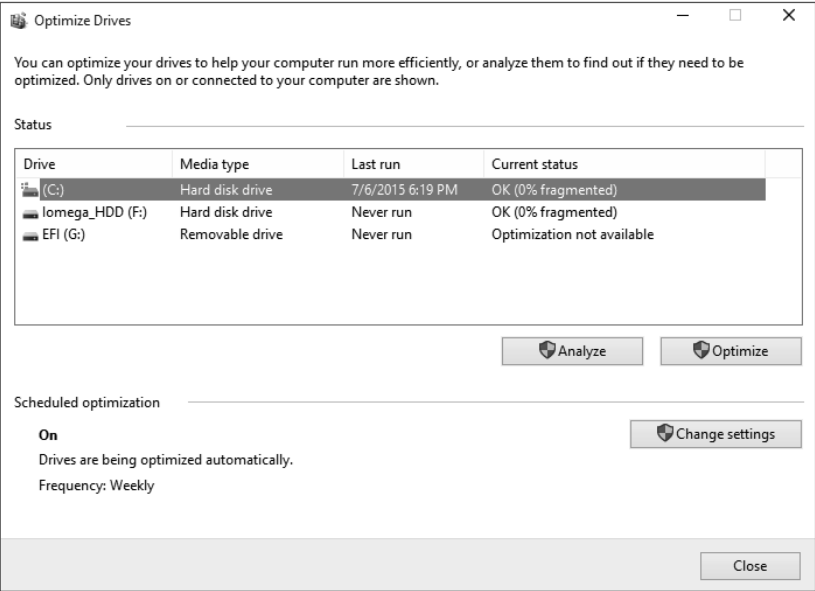 Optimize Drives
You can optimize your drives to help your computer run more efficiently, or analyze them to find out if they need to be
optimized. Only drives on or connected to your computer are shown.
Status
Drive Media type Last run Current status
(C:) Hard disk drive 7/6/2015 6:19 PM OK (0% fragmented)
Iomega_HDD (F:) Hard disk drive Never run OK (0% fragmented)
EFI (G:) Removable drive Never run Optimization not available
Analyze Optimize
Scheduled optimization
On Change settings
Drives are being optimized automatically.
Frequency: Weekly
Close